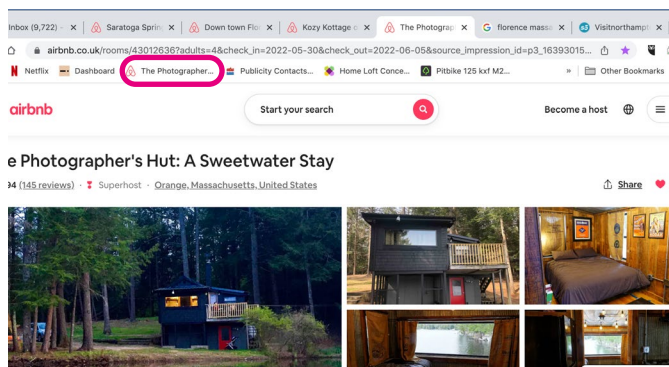 nbox (9,722) - Saratoga Sprin Down town Flo Kozy Kottage c The Photograp florence massa Visitnorthampt
airbnb.co.uk/rooms/43012636?adults=4&check_in=2022-05-30&check_out=2022-06-05&source_impression_id=p3_16393015...
Netflix Dashboard The Photographer... Publicity Contacts... Home Loft Conce... Pitbike 125 kxf M2... » Other Bookmarks
airbnb Start your search Become a host
e Photographer's Hut: A Sweetwater Stay
94 (145 reviews) · Superhost · Orange, Massachusetts, United States Share